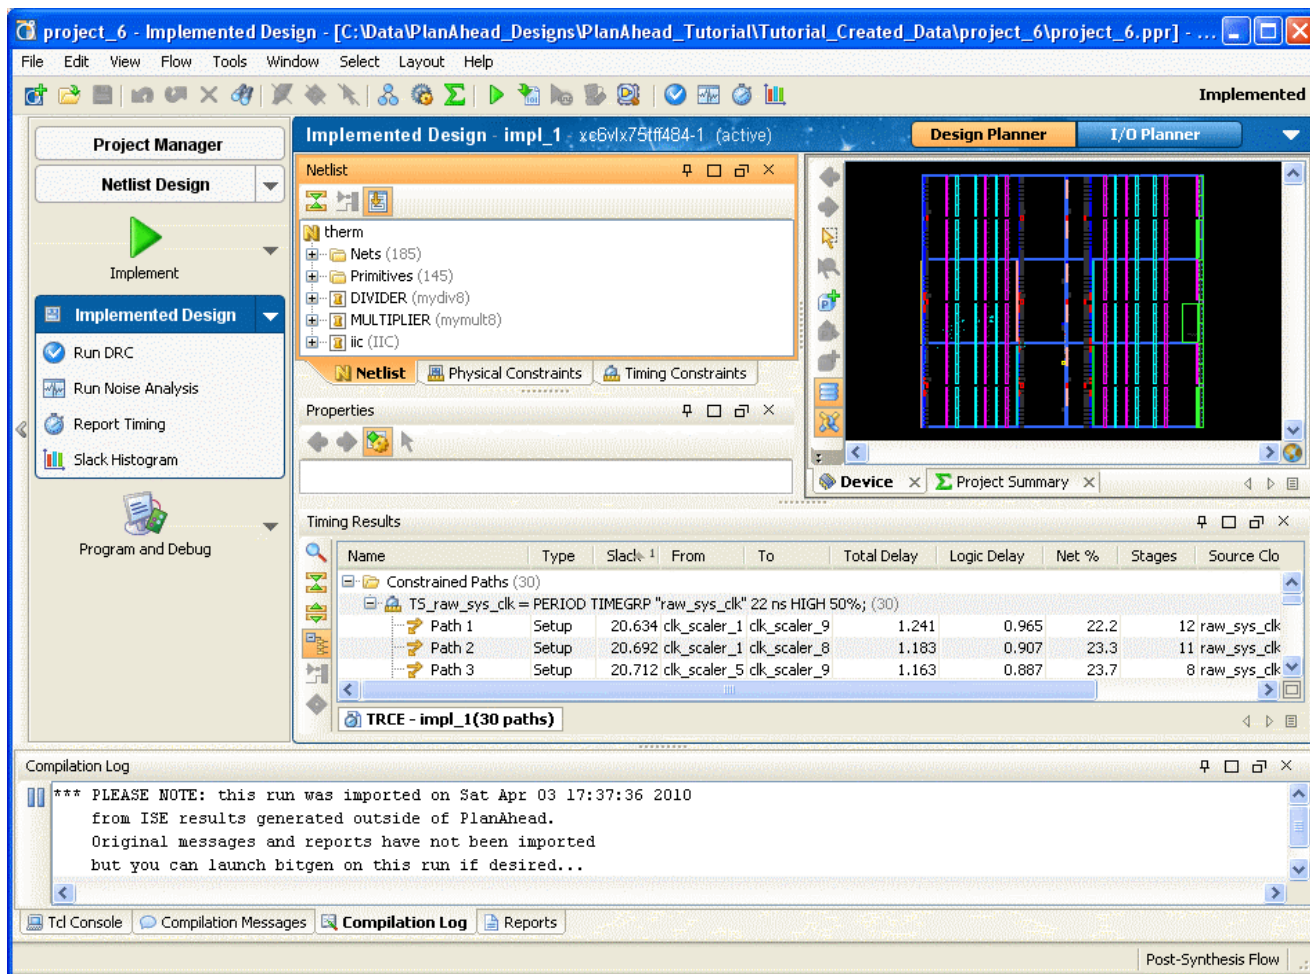 project_6 - Implemented Design - [C:\Data\PlanAhead_Designs\PlanAhead_Tutorial\Tutorial_Created_Data\project_6\project_6.ppr] - ...
File Edit View Flow Tools Window Select Layout Help
Implemented
Project Manager
Netlist Design
Implement
Implemented Design
Run DRC
Run Noise Analysis
Report Timing
Slack Histogram
Program and Debug
Implemented Design - impl_1 - xc6vlx75tff484-1 (active)
Design Planner
I/O Planner
Netlist
therm
Nets (185)
Primitives (145)
DIVIDER (mydiv8)
MULTIPLIER (mymult8)
iic (IIC)
Netlist Physical Constraints Timing Constraints
Properties
Device Project Summary
Timing Results
Name Type Slack 1 From To Total Delay Logic Delay Net % Stages Source Clo
Constrained Paths (30)
TS_raw_sys_clk = PERIOD TIMEGRP "raw_sys_clk" 22 ns HIGH 50%; (30)
Path 1 Setup 20.634 clk_scaler_1 clk_scaler_9 1.241 0.965 22.2 12 raw_sys_clk
Path 2 Setup 20.692 clk_scaler_1 clk_scaler_8 1.183 0.907 23.3 11 raw_sys_clk
Path 3 Setup 20.712 clk_scaler_5 clk_scaler_9 1.163 0.887 23.7 8 raw_sys_clk
TRCE - impl_1(30 paths)
Compilation Log
*** PLEASE NOTE: this run was imported on Sat Apr 03 17:37:36 2010
from ISE results generated outside of PlanAhead.
Original messages and reports have not been imported
but you can launch bitgen on this run if desired...
Tcl Console Compilation Messages Compilation Log Reports
Post-Synthesis Flow